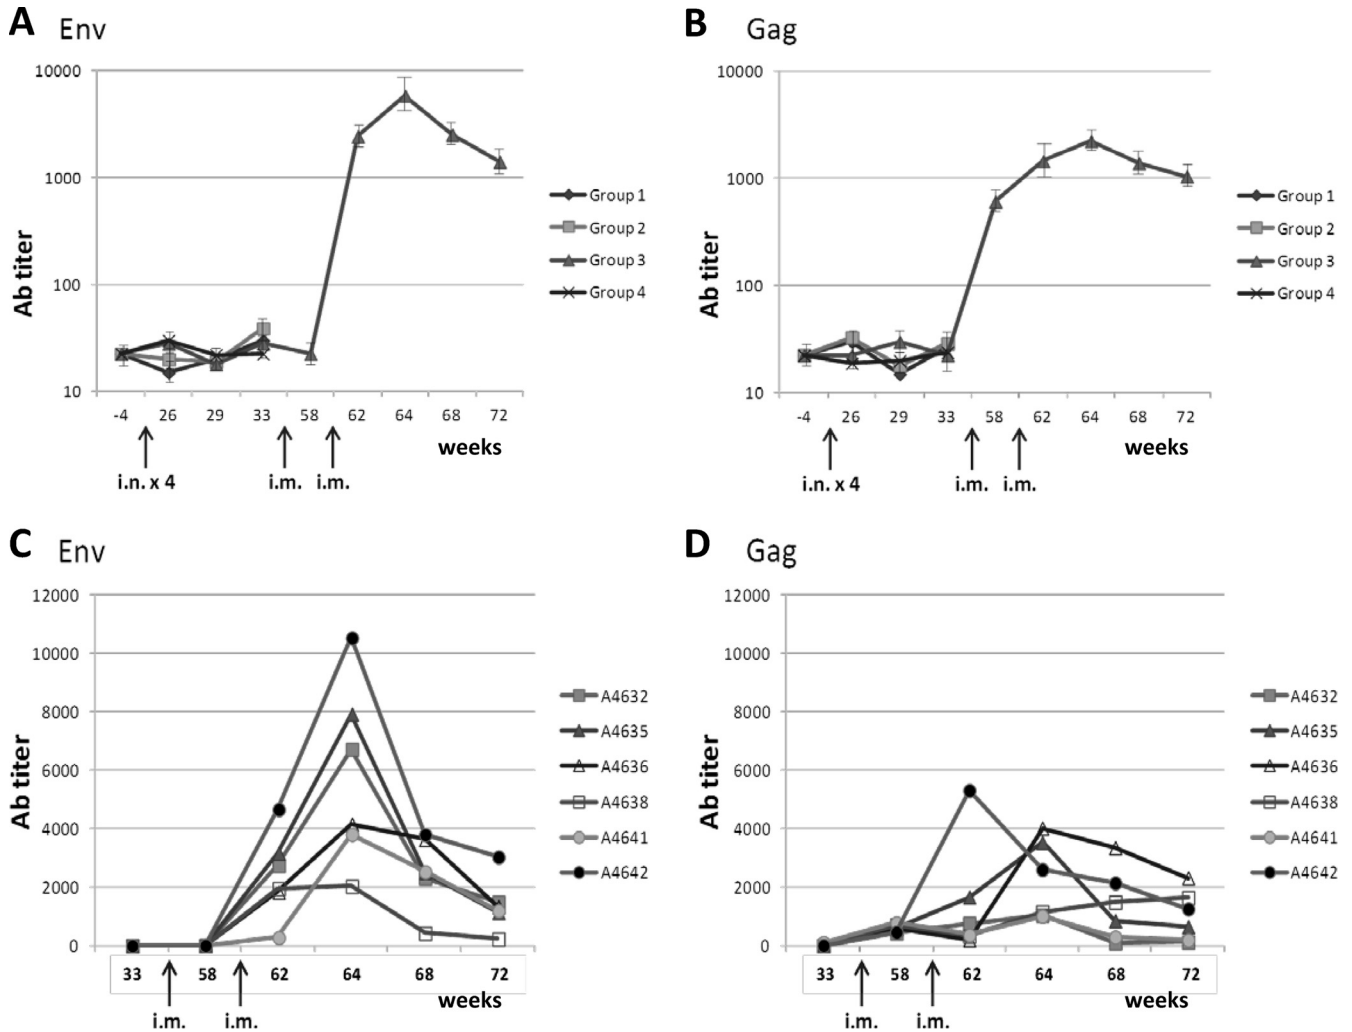 A Env
10000
1000
100
10
Ab titer
-4 26 29 33 58 62 64 68 72
weeks
i.n. x 4 i.m. i.m.
Group 1
Group 2
Group 3
Group 4
B Gag
10000
1000
100
10
Ab titer
-4 26 29 33 58 62 64 68 72
weeks
i.n. x 4 i.m. i.m.
Group 1
Group 2
Group 3
Group 4
C Env
12000
10000
8000
6000
4000
2000
0
Ab titer
33 58 62 64 68 72
weeks
i.m. i.m.
A4632
A4635
A4636
A4638
A4641
A4642
D Gag
12000
10000
8000
6000
4000
2000
0
Ab titer
33 58 62 64 68 72
weeks
i.m. i.m.
A4632
A4635
A4636
A4638
A4641
A4642